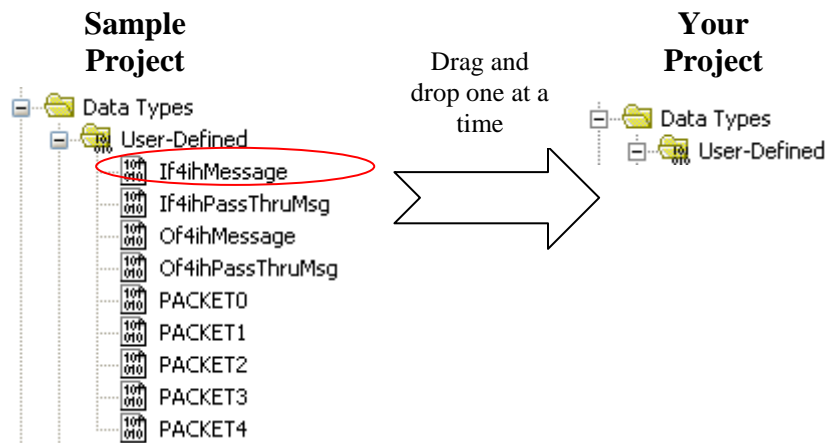 Sample
Project
Data Types
User-Defined
If4ihMessage
If4ihPassThruMsg
Of4ihMessage
Of4ihPassThruMsg
PACKET0
PACKET1
PACKET2
PACKET3
PACKET4
Drag and
drop one at a
time
Your
Project
Data Types
User-Defined